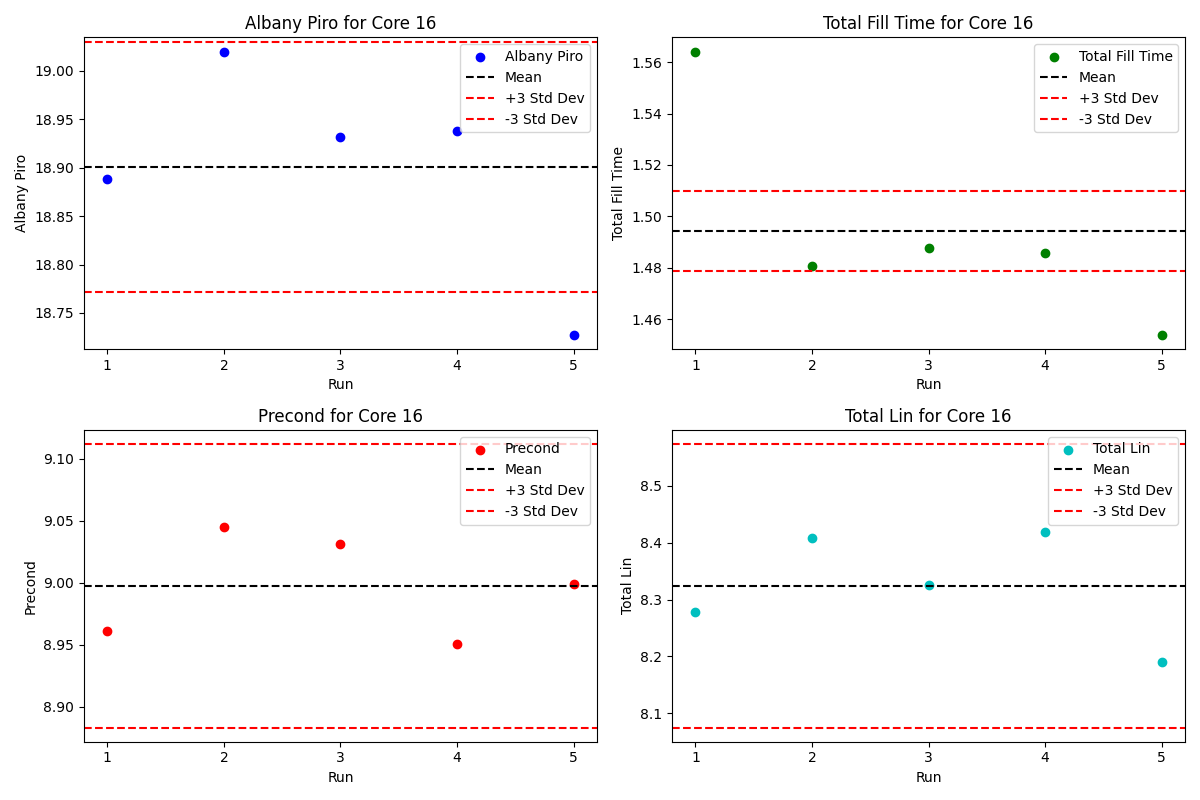 Albany Piro for Core 16
Albany Piro
19.00
18.95
18.90
18.85
18.80
18.75
1 2 3 4 5
Run
Albany Piro
Mean
+3 Std Dev
-3 Std Dev
Total Fill Time for Core 16
Total Fill Time
1.56
1.54
1.52
1.50
1.48
1.46
1 2 3 4 5
Run
Total Fill Time
Mean
+3 Std Dev
-3 Std Dev
Precond for Core 16
Precond
9.10
9.05
9.00
8.95
8.90
1 2 3 4 5
Run
Precond
Mean
+3 Std Dev
-3 Std Dev
Total Lin for Core 16
Total Lin
8.5
8.4
8.3
8.2
8.1
1 2 3 4 5
Run
Total Lin
Mean
+3 Std Dev
-3 Std Dev